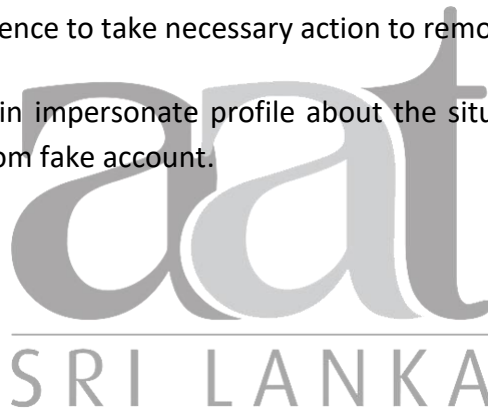 ence to take necessary action to remo
in impersonate profile about the situ
om fake account.
aat
SRI LANKA